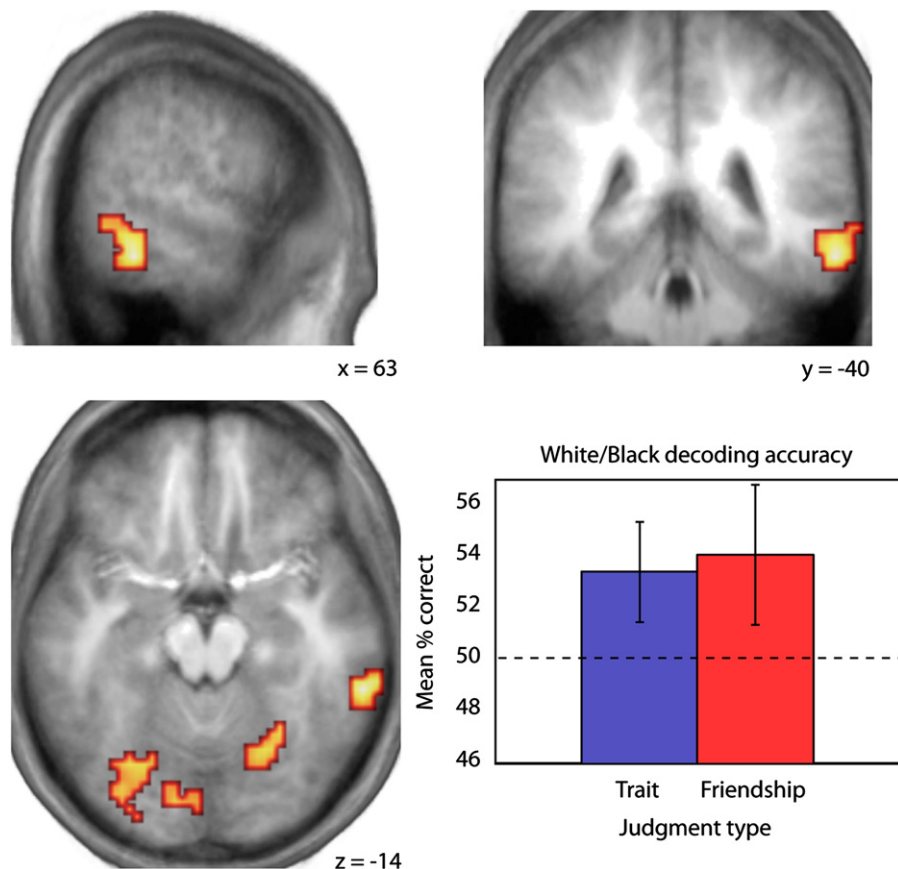 x = 63
y = -40
z = -14
White/Black decoding accuracy
Mean % correct
56
54
52
50
48
46
Trait Friendship
Judgment type